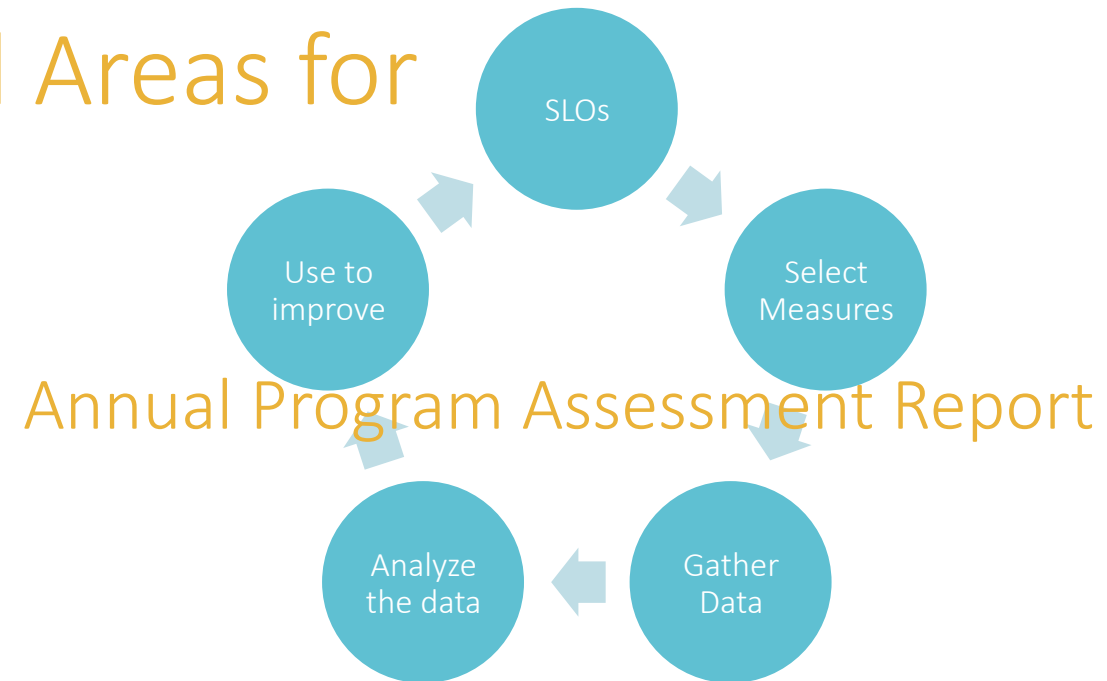 Areas for
SLOs
Select
Measures
Gather
Data
Analyze
the data
Use to
improve
Annual Program Assessment Report